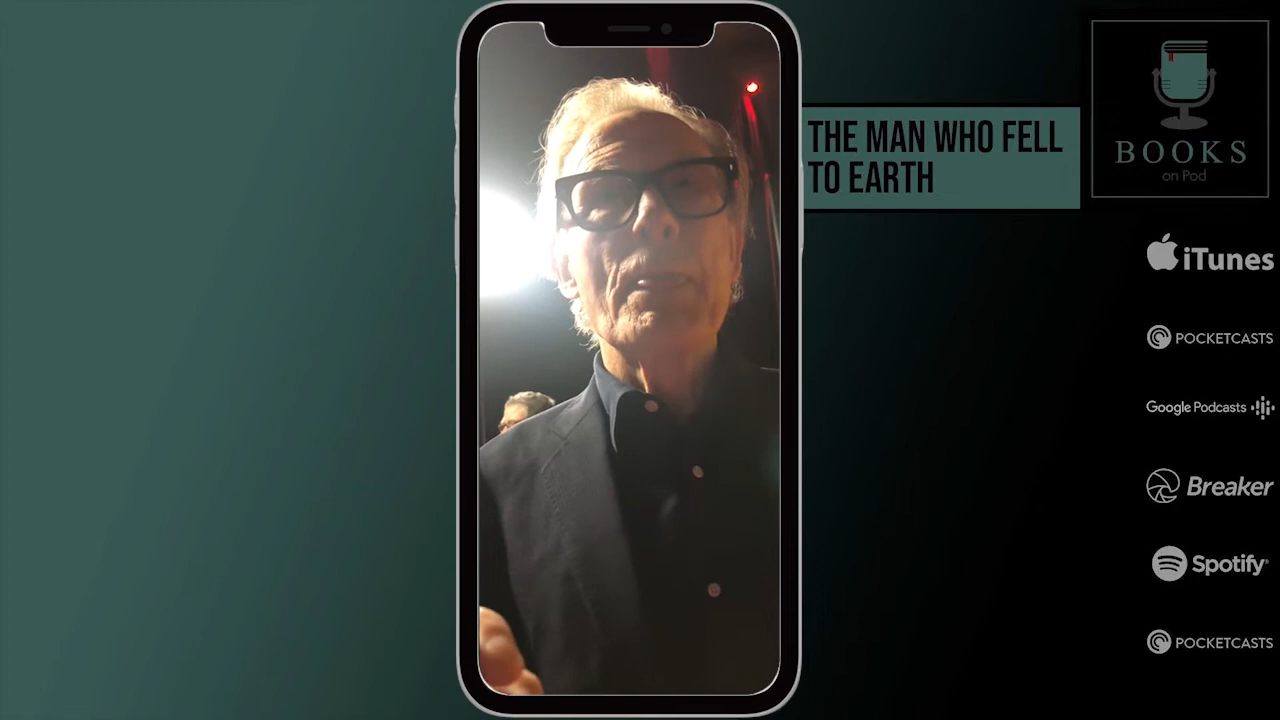 THE MAN WHO FELL
TO EARTH
BOOKS
on Pod
iTunes
POCKETCASTS
Google Podcasts
Breaker
Spotify
POCKETCASTS